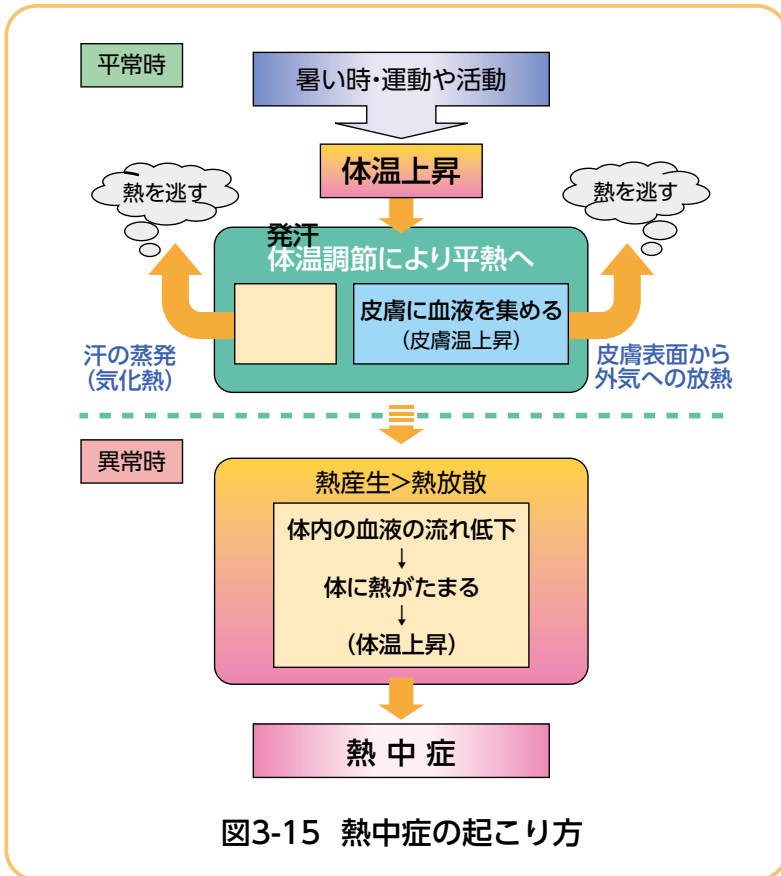 平常時
暑い時・運動や活動
体温上昇
熱を逃す
熱を逃す
発汗
体温調節により平熱へ
皮膚に血液を集める
(皮膚温上昇)
汗の蒸発
(気化熱)
皮膚表面から
外気への放熱
異常時
熱産生>熱放散
体内の血液の流れ低下
↓
体に熱がたまる
↓
(体温上昇)
熱中症
図3-15 熱中症の起こり方